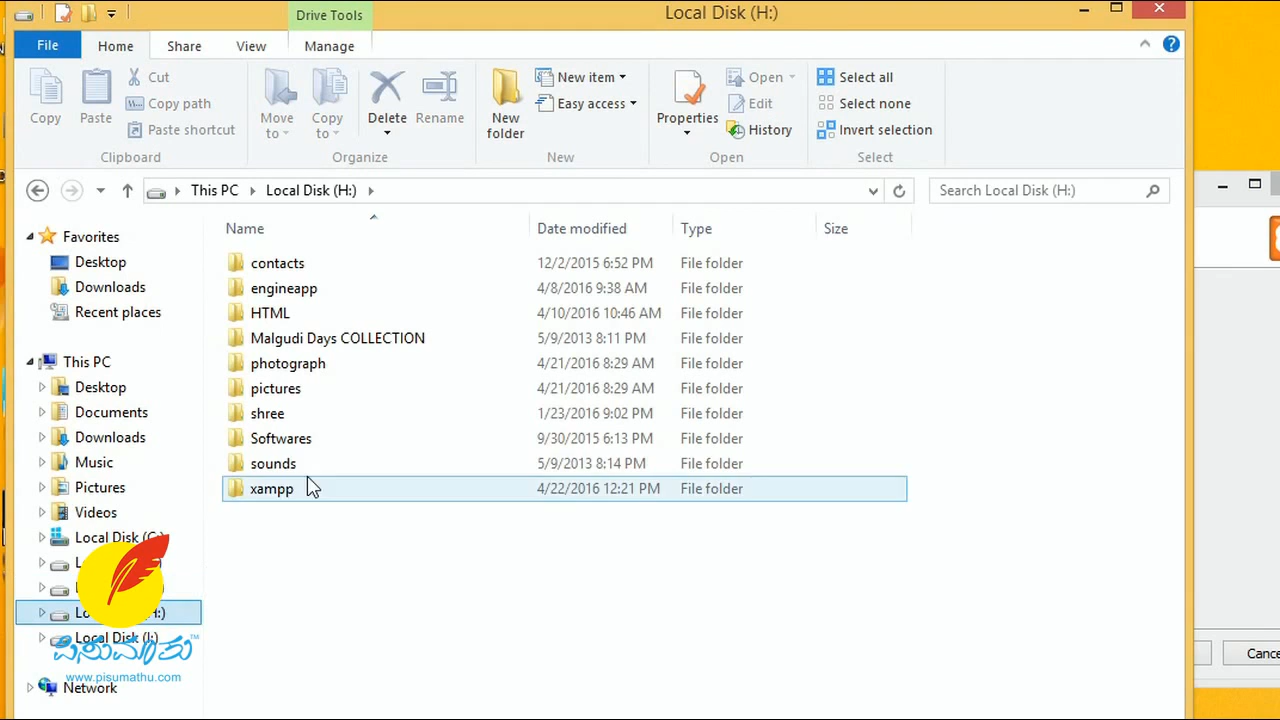 Drive Tools
Local Disk (H:)
File
Home
Share
View
Manage
Copy
Paste
Cut
Copy path
Paste shortcut
Move to
Copy to
Delete
Rename
New folder
New item
Easy access
Properties
Open
Edit
History
Select all
Select none
Invert selection
Clipboard
Organize
New
Open
Select
This PC
Local Disk (H:)
Search Local Disk (H:)
Name
Date modified
Type
Size
Favorites
Desktop
Downloads
Recent places
This PC
Desktop
Documents
Downloads
Music
Pictures
Videos
Local Disk
Local Disk (I:)
Network
contacts 12/2/2015 6:52 PM File folder
engineapp 4/8/2016 9:38 AM File folder
HTML 4/10/2016 10:46 AM File folder
Malgudi Days COLLECTION 5/9/2013 8:11 PM File folder
photograph 4/21/2016 8:29 AM File folder
pictures 4/21/2016 8:29 AM File folder
shree 1/23/2016 9:02 PM File folder
Softwares 9/30/2015 6:13 PM File folder
sounds 5/9/2013 8:14 PM File folder
xampp 4/22/2016 12:21 PM File folder
ಪಿಸುಮಾತು™
www.pisumathu.com